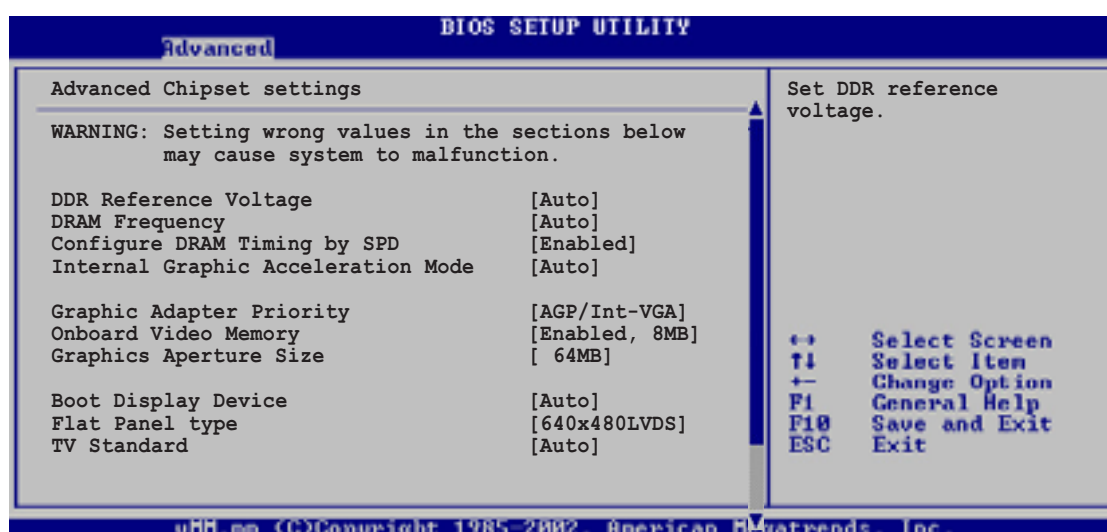 BIOS SETUP UTILITY
Advanced
Advanced Chipset settings
WARNING: Setting wrong values in the sections below
may cause system to malfunction.
DDR Reference Voltage [Auto]
DRAM Frequency [Auto]
Configure DRAM Timing by SPD [Enabled]
Internal Graphic Acceleration Mode [Auto]
Graphic Adapter Priority [AGP/Int-VGA]
Onboard Video Memory [Enabled, 8MB]
Graphics Aperture Size [ 64MB]
Boot Display Device [Auto]
Flat Panel type [640x480LVDS]
TV Standard [Auto]
Set DDR reference
voltage.
↔ Select Screen
↑↓ Select Item
+- Change Option
F1 General Help
F10 Save and Exit
ESC Exit
(C)Copyright 1985-2002, American Megatrends, Inc.